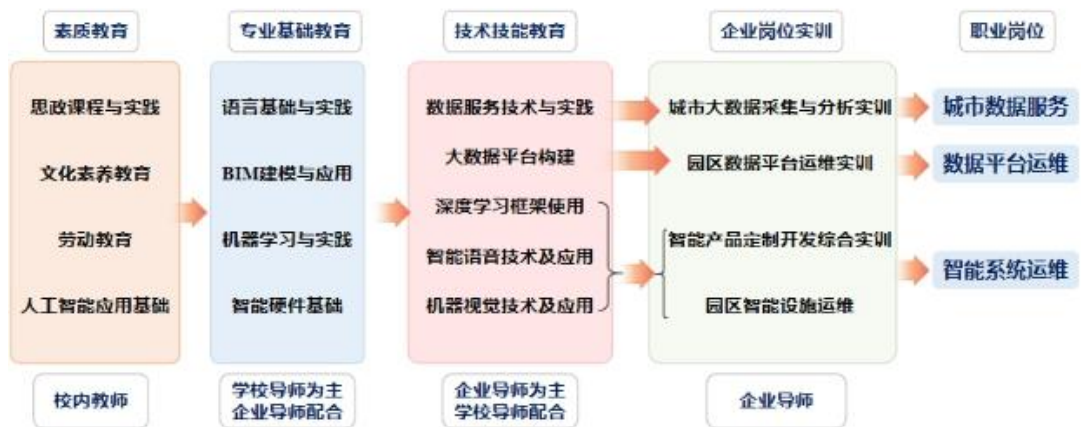 素质教育
专业基础教育
技术技能教育
企业岗位实训
职业岗位
思政课程与实践
文化素养教育
劳动教育
人工智能应用基础
语言基础与实践
BIM建模与应用
机器学习与实践
智能硬件基础
数据服务技术与实践
大数据平台构建
深度学习框架使用
智能语音技术及应用
机器视觉技术及应用
城市大数据采集与分析实训
园区数据平台运维实训
智能产品定制开发综合实训
园区智能设施运维
城市数据服务
数据平台运维
智能系统运维
校内教师
学校导师为主
企业导师配合
企业导师为主
学校导师配合
企业导师